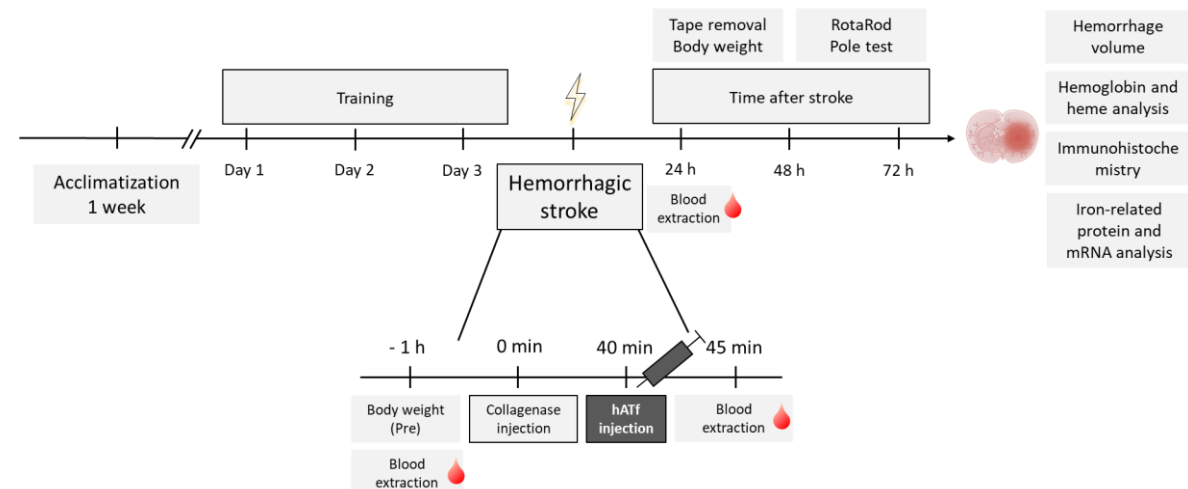 Tape removal
Body weight
RotaRod
Pole test
Hemorrhage
volume
Training
Time after stroke
Hemoglobin and
heme analysis
Immunohistoche
mistry
Acclimatization
1 week
Day 1
Day 2
Day 3
Hemorrhagic
stroke
24 h
48 h
72 h
Blood
extraction
Iron-related
protein and
mRNA analysis
- 1 h
0 min
40 min
45 min
Body weight
(Pre)
Collagenase
injection
hATf
injection
Blood
extraction
Blood
extraction